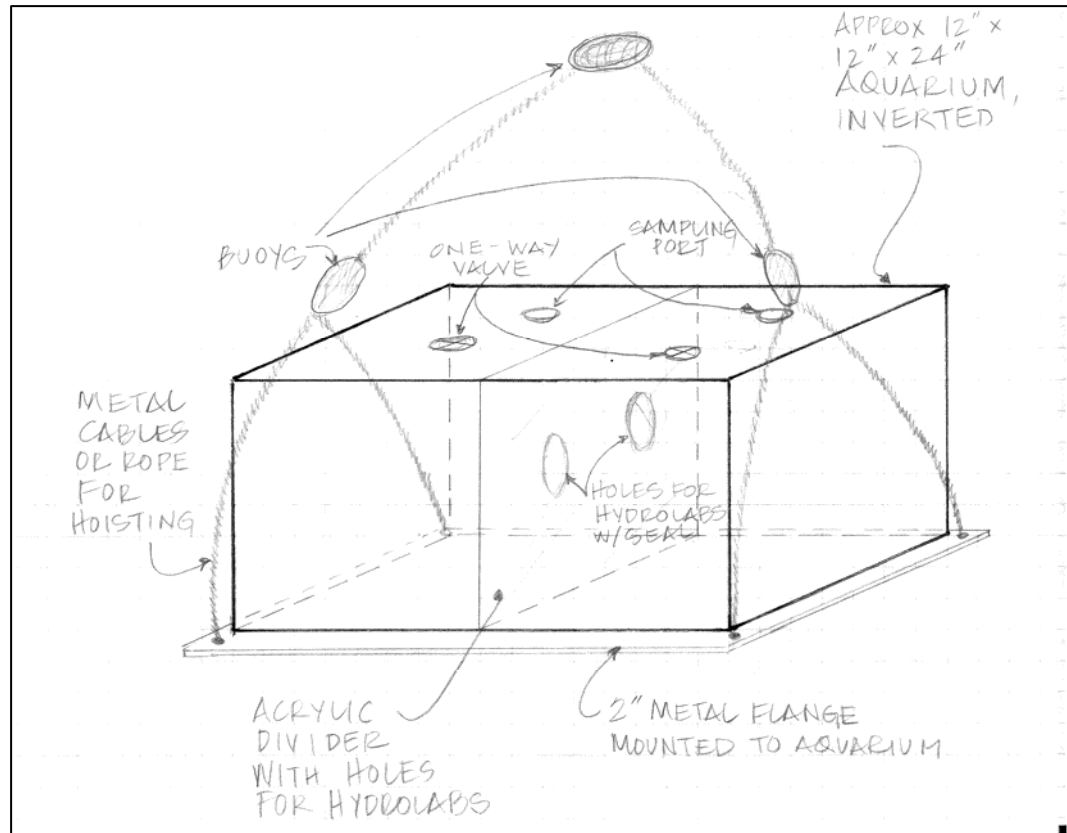 APPROX 12" x
12" x 24"
AQUARIUM,
INVERTED
BUOYS
ONE-WAY
VALVE
SAMPLING
PORT
METAL
CABLES
OR ROPE
FOR
HOISTING
HOLES FOR
HYDROLABS
W/SEAL
ACRYLIC
DIVIDER
WITH HOLES
FOR HYDROLABS
2" METAL FLANGE
MOUNTED TO AQUARIUM